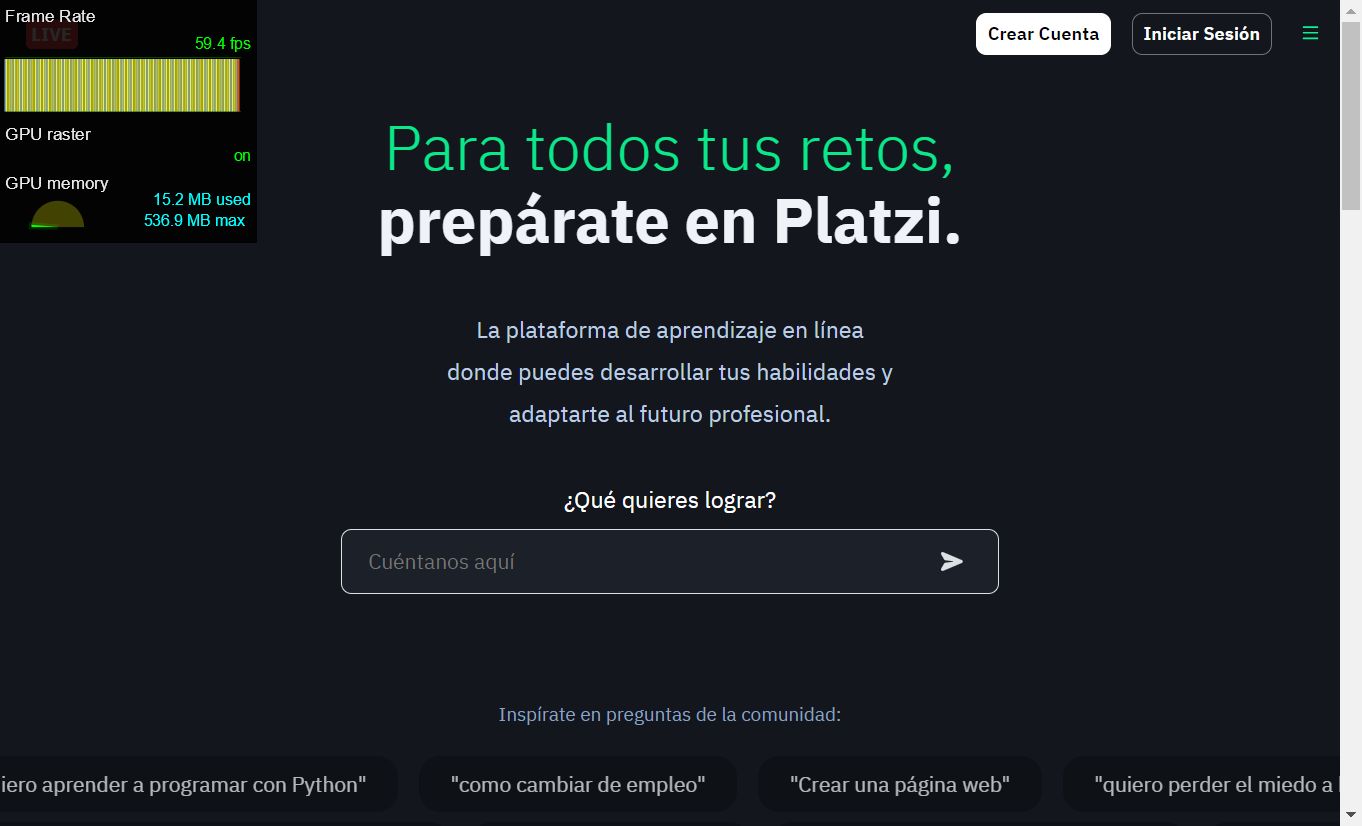 Frame Rate
LIVE
59.4 fps
GPU raster
on
GPU memory
15.2 MB used
536.9 MB max
Crear Cuenta
Iniciar Sesión
Para todos tus retos,
prepárate en Platzi.
La plataforma de aprendizaje en línea
donde puedes desarrollar tus habilidades y
adaptarte al futuro profesional.
¿Qué quieres lograr?
Cuéntanos aquí
Inspírate en preguntas de la comunidad:
iero aprender a programar con Python"
"como cambiar de empleo"
"Crear una página web"
"quiero perder el miedo a